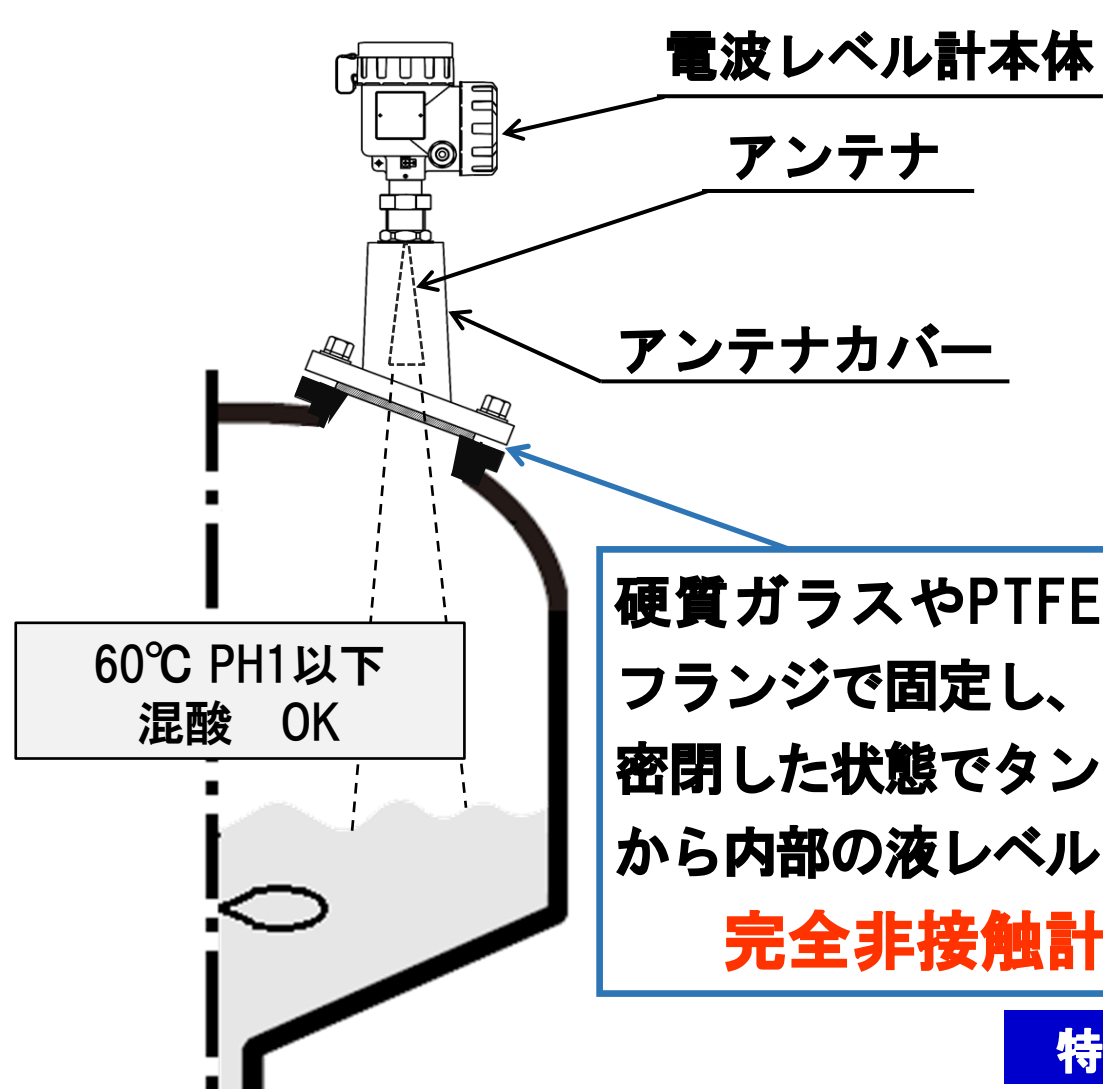 電波レベル計本体
アンテナ
アンテナカバー
硬質ガラスやPTFE
フランジで固定し、
密閉した状態でタン
から内部の液レベル
完全非接触計
60℃ PH1以下
混酸　OK
特